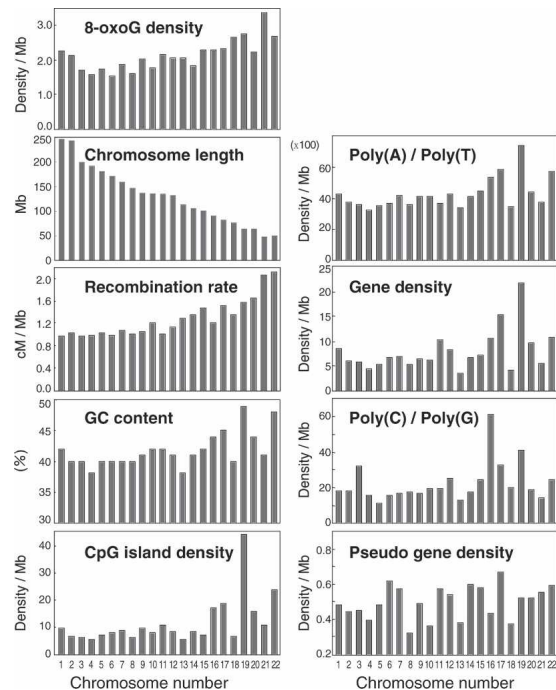 8-oxoG density
Density / Mb
3.0
2.0
1.0
0.0
Chromosome length
Mb
250
200
150
100
50
0
Recombination rate
cM / Mb
2.0
1.6
1.2
0.8
0.4
0.0
GC content
(%)
50
45
40
35
30
CpG island density
Density / Mb
40
30
20
10
0
1 2 3 4 5 6 7 8 9 10 11 12 13 14 15 16 17 18 19 20 21 22
Chromosome number
(x100)
Poly(A) / Poly(T)
Density / Mb
60
40
20
0
Gene density
Density / Mb
25
20
15
10
5
0
Poly(C) / Poly(G)
Density / Mb
60
40
20
0
Pseudo gene density
Density / Mb
0.8
0.6
0.4
0.2
1 2 3 4 5 6 7 8 9 10 11 12 13 14 15 16 17 18 19 20 21 22
Chromosome number